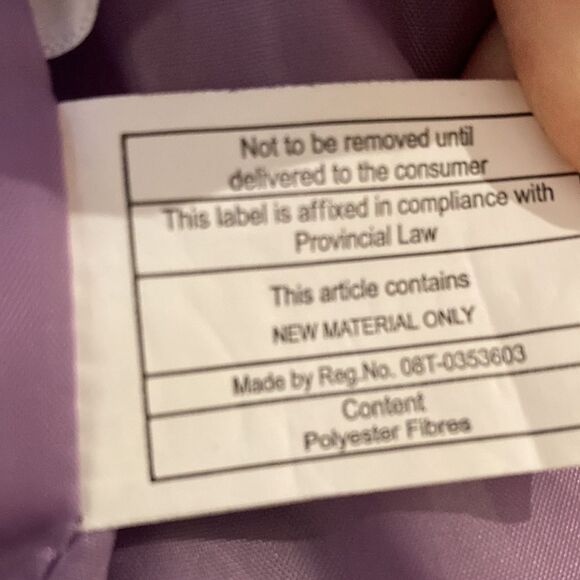 Not to be removed until
delivered to the consumer
This label is affixed in compliance with
Provincial Law
This article contains
NEW MATERIAL ONLY
Made by Reg.No. 08T-0353603
Content
Polyester Fibres